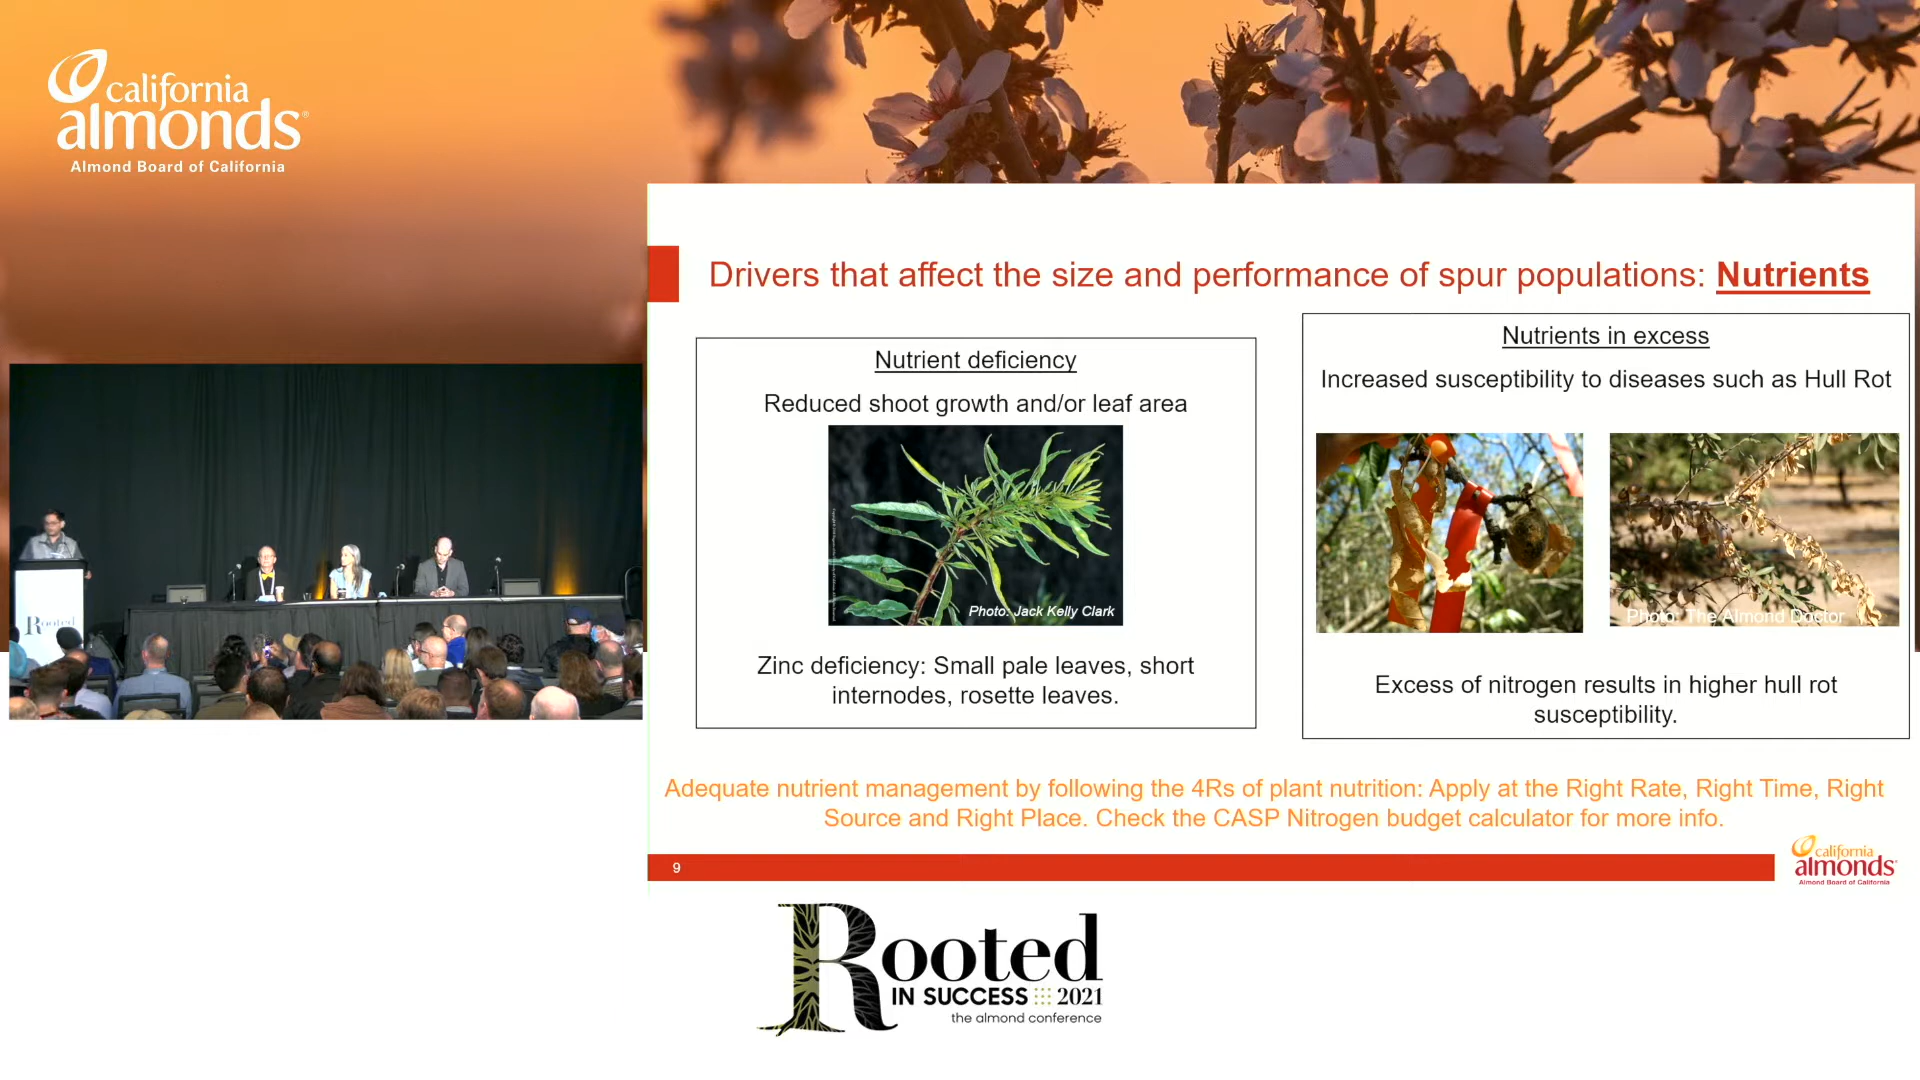 california
almonds®
Almond Board of California
Drivers that affect the size and performance of spur populations: Nutrients
Nutrient deficiency
Reduced shoot growth and/or leaf area
Photo: Jack Kelly Clark
Zinc deficiency: Small pale leaves, short
internodes, rosette leaves.
Nutrients in excess
Increased susceptibility to diseases such as Hull Rot
Photo: The Almond Doctor
Excess of nitrogen results in higher hull rot
susceptibility.
Adequate nutrient management by following the 4Rs of plant nutrition: Apply at the Right Rate, Right Time, Right
Source and Right Place. Check the CASP Nitrogen budget calculator for more info.
9
california
almonds®
Almond Board of California
Rooted
Rooted
IN SUCCESS 2021
the almond conference